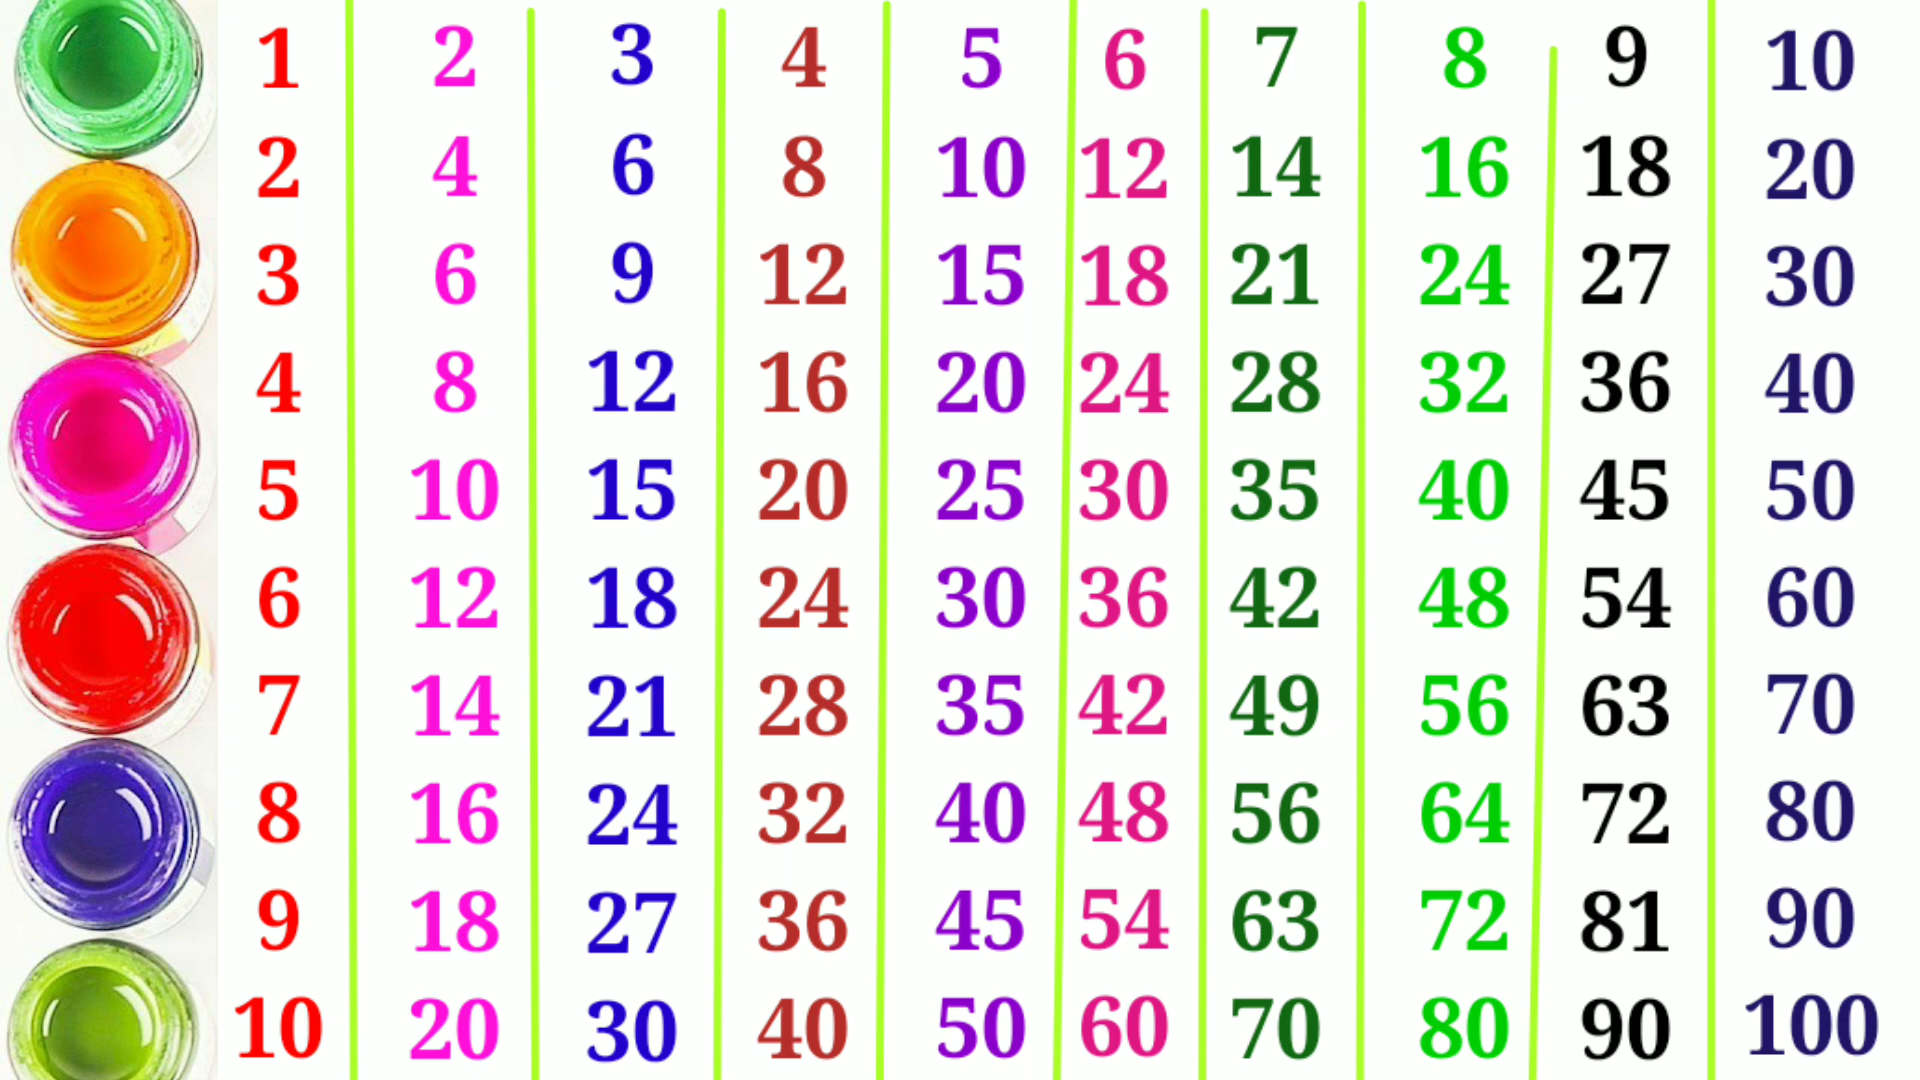 1 2 3 4 5 6 7 8 9 10
2 4 6 8 10 12 14 16 18 20
3 6 9 12 15 18 21 24 27 30
4 8 12 16 20 24 28 32 36 40
5 10 15 20 25 30 35 40 45 50
6 12 18 24 30 36 42 48 54 60
7 14 21 28 35 42 49 56 63 70
8 16 24 32 40 48 56 64 72 80
9 18 27 36 45 54 63 72 81 90
10 20 30 40 50 60 70 80 90 100